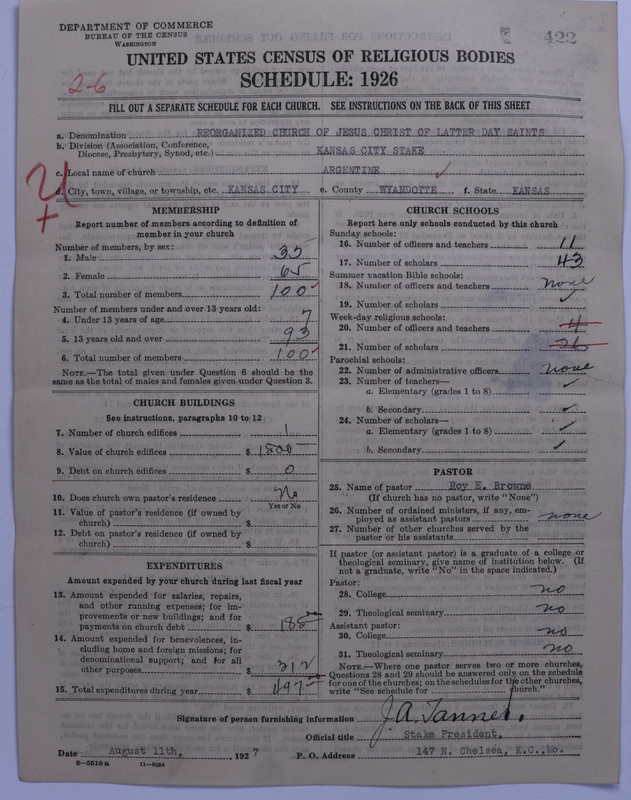 DEPARTMENT OF COMMERCE
BUREAU OF THE CENSUS
WASHINGTON
422
UNITED STATES CENSUS OF RELIGIOUS BODIES
SCHEDULE: 1926
2-6
FILL OUT A SEPARATE SCHEDULE FOR EACH CHURCH. SEE INSTRUCTIONS ON THE BACK OF THIS SHEET
a. Denomination REORGANIZED CHURCH OF JESUS CHRIST OF LATTER DAY SAINTS
b. Division (Association, Conference, Diocese, Presbytery, Synod, etc.) KANSAS CITY STAKE
c. Local name of church ARGENTINE
d. City, town, village, or township, etc. KANSAS CITY e. County WYANDOTTE f. State KANSAS
MEMBERSHIP
Report number of members according to definition of
member in your church
Number of members, by sex:
1. Male 35
2. Female 65
3. Total number of members 100
Number of members under and over 13 years old:
4. Under 13 years of age 7
5. 13 years old and over 93
6. Total number of members 100
NOTE.—The total given under Question 6 should be
same as the total of males and females given under Question 3.
CHURCH BUILDINGS
See instructions, paragraphs 10 to 12
7. Number of church edifices 1
8. Value of church edifices $ 1500
9. Debt on church edifices $ 0
10. Does church own pastor's residence No
Yes or No
11. Value of pastor's residence (if owned by
church) $
12. Debt on pastor's residence (if owned by
church) $
EXPENDITURES
Amount expended by your church during last fiscal year
13. Amount expended for salaries, repairs,
and other running expenses; for im-
provements or new buildings; and for
payments on church debt $ 185
14. Amount expended for benevolences, in-
cluding home and foreign missions; for
denominational support; and for all
other purposes $ 312
15. Total expenditures during year $ 497
CHURCH SCHOOLS
Report here only schools conducted by this church
Sunday schools:
16. Number of officers and teachers 11
17. Number of scholars 43
Summer vacation Bible schools:
18. Number of officers and teachers none
19. Number of scholars
Week-day religious schools:
20. Number of officers and teachers 4
21. Number of scholars 26
Parochial schools:
22. Number of administrative officers none
23. Number of teachers—
a. Elementary (grades 1 to 8)
b. Secondary
24. Number of scholars—
a. Elementary (grades 1 to 8)
b. Secondary
PASTOR
25. Name of pastor Roy E. Browne
(If church has no pastor, write "None")
26. Number of ordained ministers, if any, em-
ployed as assistant pastors none
27. Number of other churches served by the
pastor or his assistants
If pastor (or assistant pastor) is a graduate of a college or
theological seminary, give name of institution below. (If
not a graduate, write "No" in the space indicated.)
Pastor:
28. College no
29. Theological seminary no
Assistant pastor:
30. College no
31. Theological seminary no
NOTE.—Where one pastor serves two or more churches,
Questions 28 and 29 should be answered only on the schedule
for one of the churches; on the schedules for the other churches,
write "See schedule for church."
Signature of person furnishing information J.A. Tanner.
Official title Stake President.
Date August 11th, , 1927 P. O. Address 147 N. Chelsea, K.C.,Mo.
8—5518a 11—9054